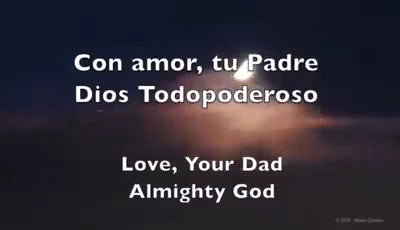 Con amor, tu Padre
Dios Todopoderoso
Love, Your Dad
Almighty God